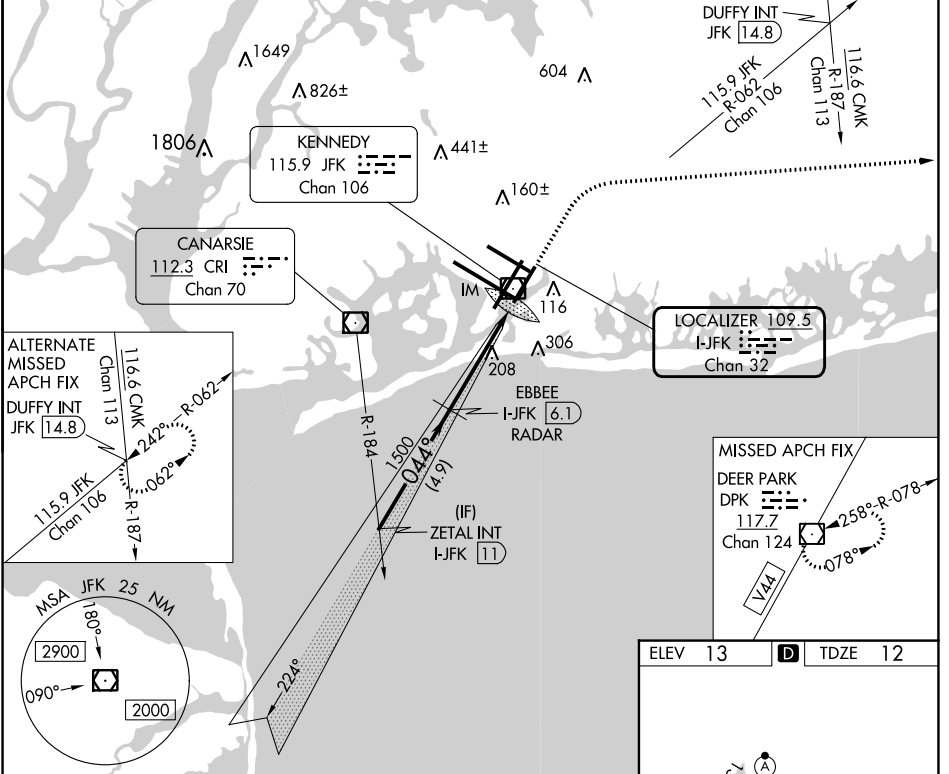 DUFFY INT
JFK 14.8
115.9 JFK
R-062
Chan 106
116.6 CMK
R-187
Chan 113
1649
826±
604
1806
441±
160±
KENNEDY
115.9 JFK
Chan 106
CANARSIE
112.3 CRI
Chan 70
IM
116
306
208
LOCALIZER 109.5
I-JFK
Chan 32
ALTERNATE
MISSED
APCH FIX
DUFFY INT
JFK 14.8
116.6 CMK
Chan 113
R-187
242°
R-062
062°
115.9 JFK
Chan 106
R-184
1500
044°
(4.9)
EBBEE
I-JFK 6.1
RADAR
(IF)
ZETAL INT
I-JFK 11
224°
MISSED APCH FIX
DEER PARK
DPK
117.7
Chan 124
258°
R-078
078°
V44
MSA JFK 25 NM
180°
2900
090°
2000
ELEV 13 D TDZE 12
A